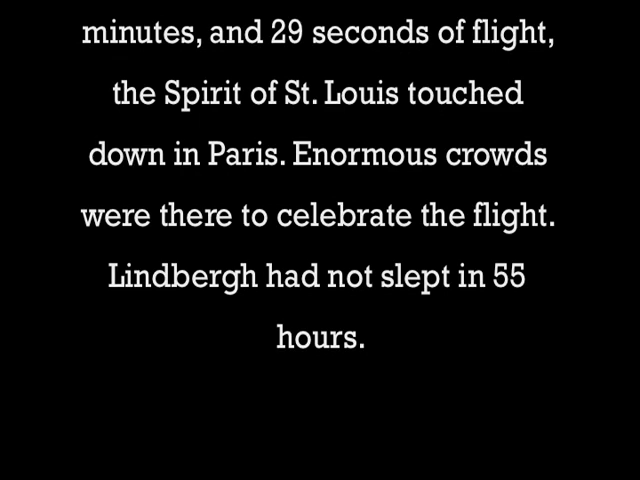 minutes, and 29 seconds of flight,
the Spirit of St. Louis touched
down in Paris. Enormous crowds
were there to celebrate the flight.
Lindbergh had not slept in 55
hours.